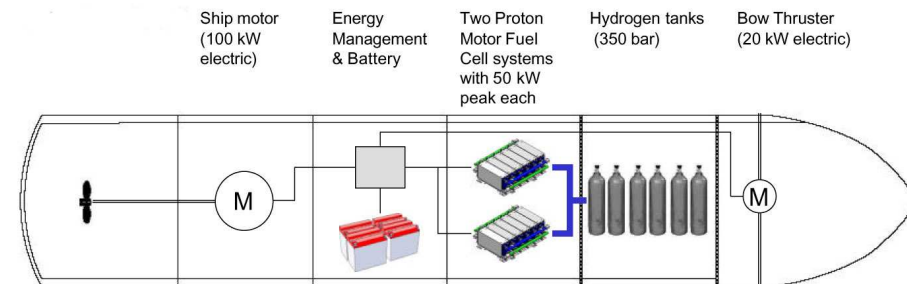 Ship motor
(100 kW
electric)
Energy
Management
& Battery
Two Proton
Motor Fuel
Cell systems
with 50 kW
peak each
Hydrogen tanks
(350 bar)
Bow Thruster
(20 kW electric)
M
M